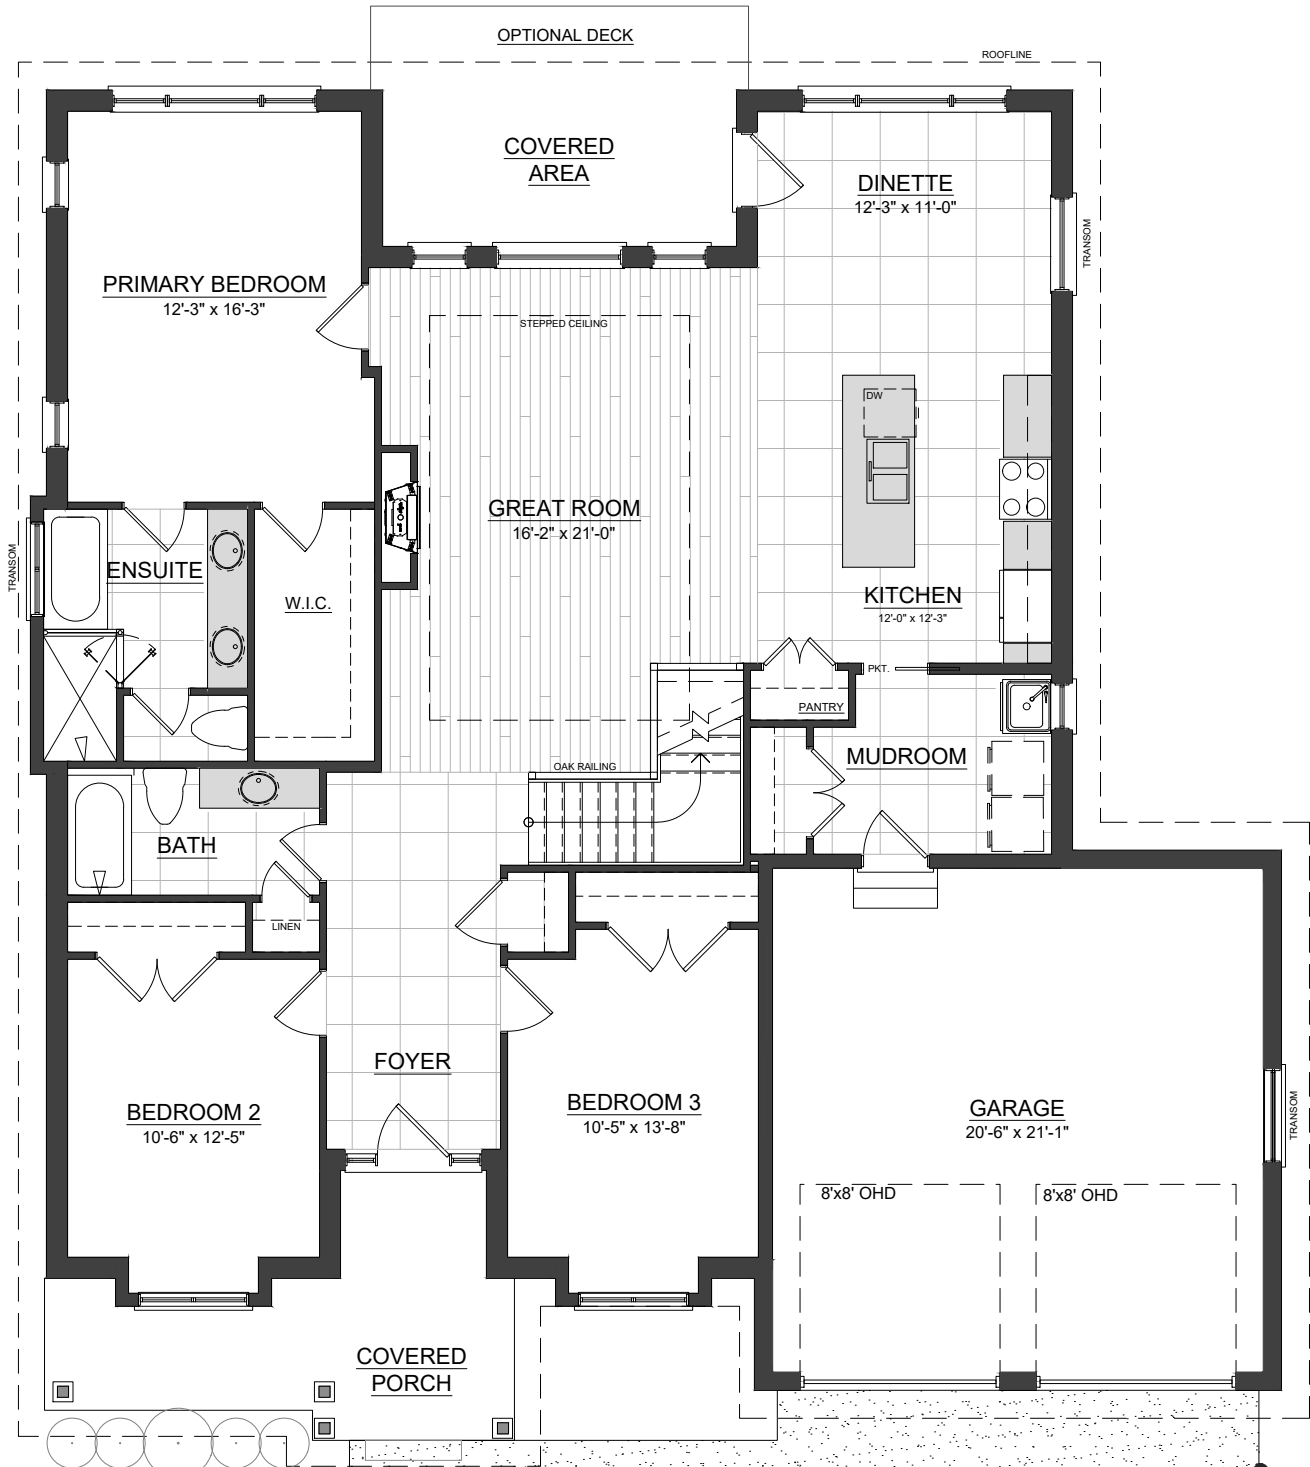 OPTIONAL DECK
ROOFLINE
COVERED
AREA
DINETTE
12'-3" x 11'-0"
TRANSOM
PRIMARY BEDROOM
12'-3" x 16'-3"
STEPPED CEILING
DW
GREAT ROOM
16'-2" x 21'-0"
TRANSOM
ENSUITE
W.I.C.
KITCHEN
12'-0" x 12'-3"
PKT.
PANTRY
MUDROOM
OAK RAILING
BATH
LINEN
FOYER
BEDROOM 2
10'-6" x 12'-5"
BEDROOM 3
10'-5" x 13'-8"
GARAGE
20'-6" x 21'-1"
TRANSOM
8'x8' OHD
8'x8' OHD
COVERED
PORCH